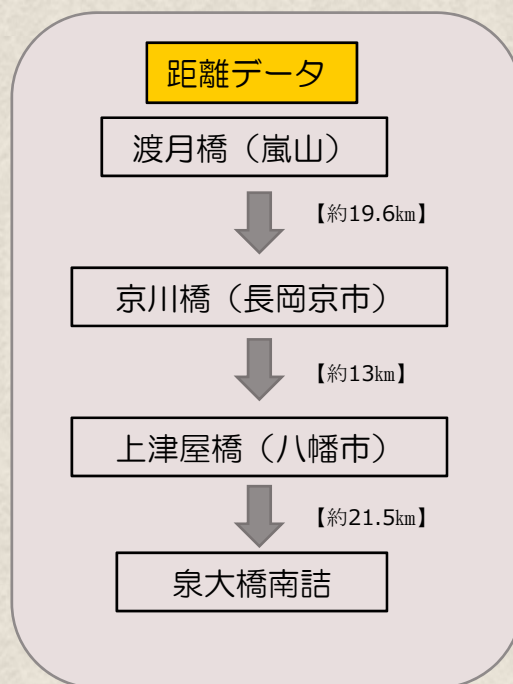 距離データ
渡月橋（嵐山）
【約19.6㎞】
京川橋（長岡京市）
【約13㎞】
上津屋橋（八幡市）
【約21.5㎞】
泉大橋南詰